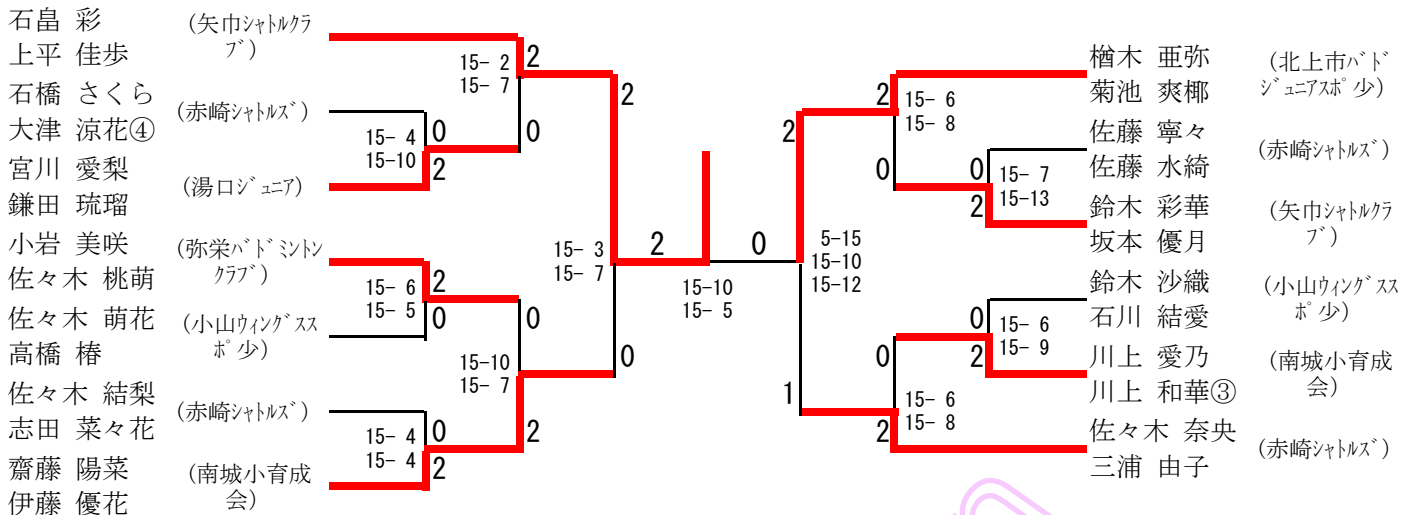 石畠 彩
上平 佳歩
(矢巾シャトルクラ
ブ)
石橋 さくら
大津 涼花④
(赤崎シャトルズ)
宮川 愛梨
鎌田 琉瑠
(湯口ジュニア)
小岩 美咲
佐々木 桃萌
(弥栄バドミントン
クラブ)
佐々木 萌花
高橋 椿
(小山ウィングスス
ポ少)
佐々木 結梨
志田 菜々花
(赤崎シャトルズ)
齋藤 陽菜
伊藤 優花
(南城小育成
会)
15- 2
15- 7
2
0
15- 4
15-10
0
2
15- 6
15- 5
2
0
15-10
15- 7
0
2
15- 4
15- 4
0
2
15- 3
15- 7
2
0
2
0
15-10
15- 5
5-15
15-10
15-12
2
1
15- 6
15- 8
2
0
15- 7
15-13
0
2
15- 6
15- 9
0
2
15- 6
15- 8
0
2
楢木 亜弥
菊池 爽椰
(北上市バド
ジュニアスポ少)
佐藤 寧々
佐藤 水綺
(赤崎シャトルズ)
鈴木 彩華
坂本 優月
(矢巾シャトルクラ
ブ)
鈴木 沙織
石川 結愛
(小山ウィングスス
ポ少)
川上 愛乃
川上 和華③
(南城小育成
会)
佐々木 奈央
三浦 由子
(赤崎シャトルズ)